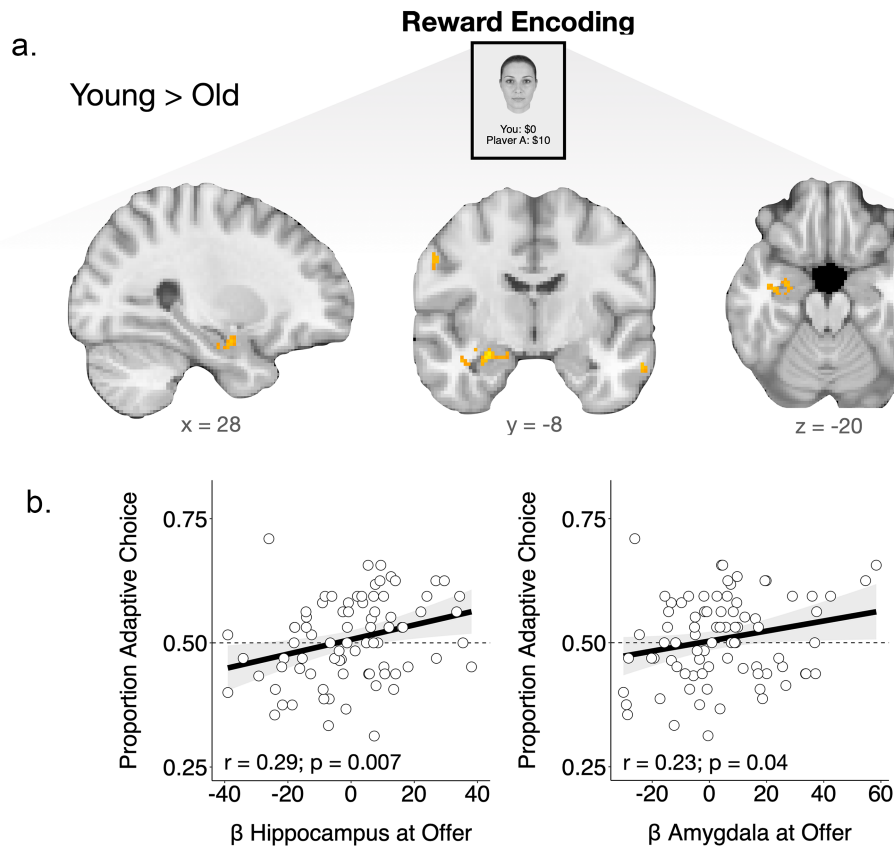 Reward Encoding
a.
Young > Old
You: $0
Plaver A: $10
x = 28
y = -8
z = -20
b.
Proportion Adaptive Choice
0.75
0.50
0.25
r = 0.29; p = 0.007
-40 -20 0 20 40
β Hippocampus at Offer
Proportion Adaptive Choice
0.75
0.50
0.25
r = 0.23; p = 0.04
-20 0 20 40 60
β Amygdala at Offer